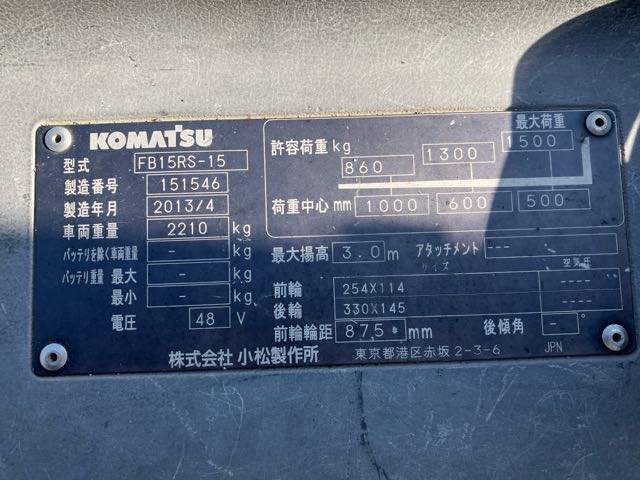 KOMATSU
型式 FB15RS-15
製造番号 151546
製造年月 2013/4
車両重量 2210 kg
バッテリを除く車両重量 - kg
バッテリ重量 最大 - kg
最小 - kg
電圧 48 V
最大荷重
許容荷重 kg 860 1300 1500
荷重中心 mm 1000 600 500
最大揚高 3.0 m アタッチメント ---
サイズ 空気圧
前輪 254X114 ----
後輪 330X145 ----
前輪輪距 875 mm 後傾角 - °
株式会社 小松製作所 東京都港区赤坂 2-3-6 JPN